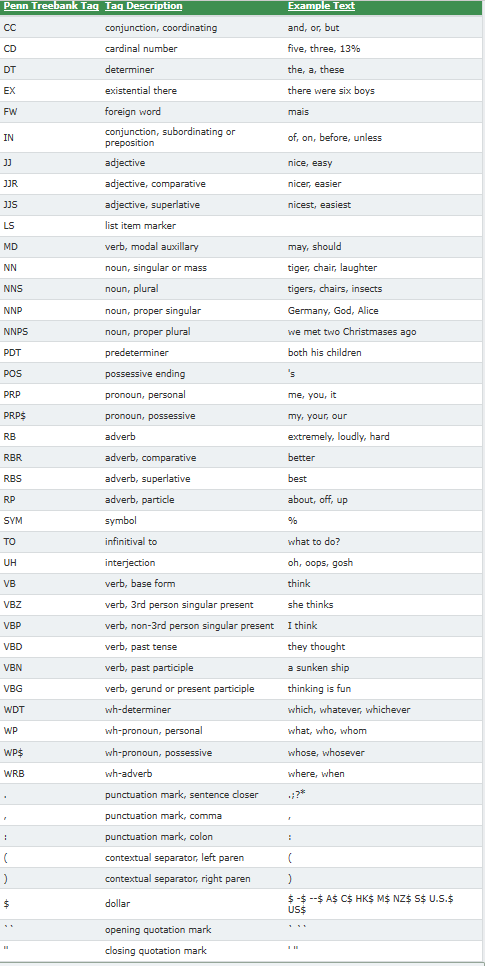 Penn Treebank Tag Tag Description Example Text
CC conjunction, coordinating and, or, but
CD cardinal number five, three, 13%
DT determiner the, a, these
EX existential there there were six boys
FW foreign word mais
IN conjunction, subordinating or preposition of, on, before, unless
JJ adjective nice, easy
JJR adjective, comparative nicer, easier
JJS adjective, superlative nicest, easiest
LS list item marker
MD verb, modal auxillary may, should
NN noun, singular or mass tiger, chair, laughter
NNS noun, plural tigers, chairs, insects
NNP noun, proper singular Germany, God, Alice
NNPS noun, proper plural we met two Christmases ago
PDT predeterminer both his children
POS possessive ending 's
PRP pronoun, personal me, you, it
PRP$ pronoun, possessive my, your, our
RB adverb extremely, loudly, hard
RBR adverb, comparative better
RBS adverb, superlative best
RP adverb, particle about, off, up
SYM symbol %
TO infinitival to what to do?
UH interjection oh, oops, gosh
VB verb, base form think
VBZ verb, 3rd person singular present she thinks
VBP verb, non-3rd person singular present I think
VBD verb, past tense they thought
VBN verb, past participle a sunken ship
VBG verb, gerund or present participle thinking is fun
WDT wh-determiner which, whatever, whichever
WP wh-pronoun, personal what, who, whom
WP$ wh-pronoun, possessive whose, whosever
WRB wh-adverb where, when
. punctuation mark, sentence closer .;?*
, punctuation mark, comma ,
: punctuation mark, colon :
( contextual separator, left paren (
) contextual separator, right paren )
$ dollar $ -$ --$ A$ C$ HK$ M$ NZ$ S$ U.S.$
US$
`` opening quotation mark ` ``
" closing quotation mark ' "